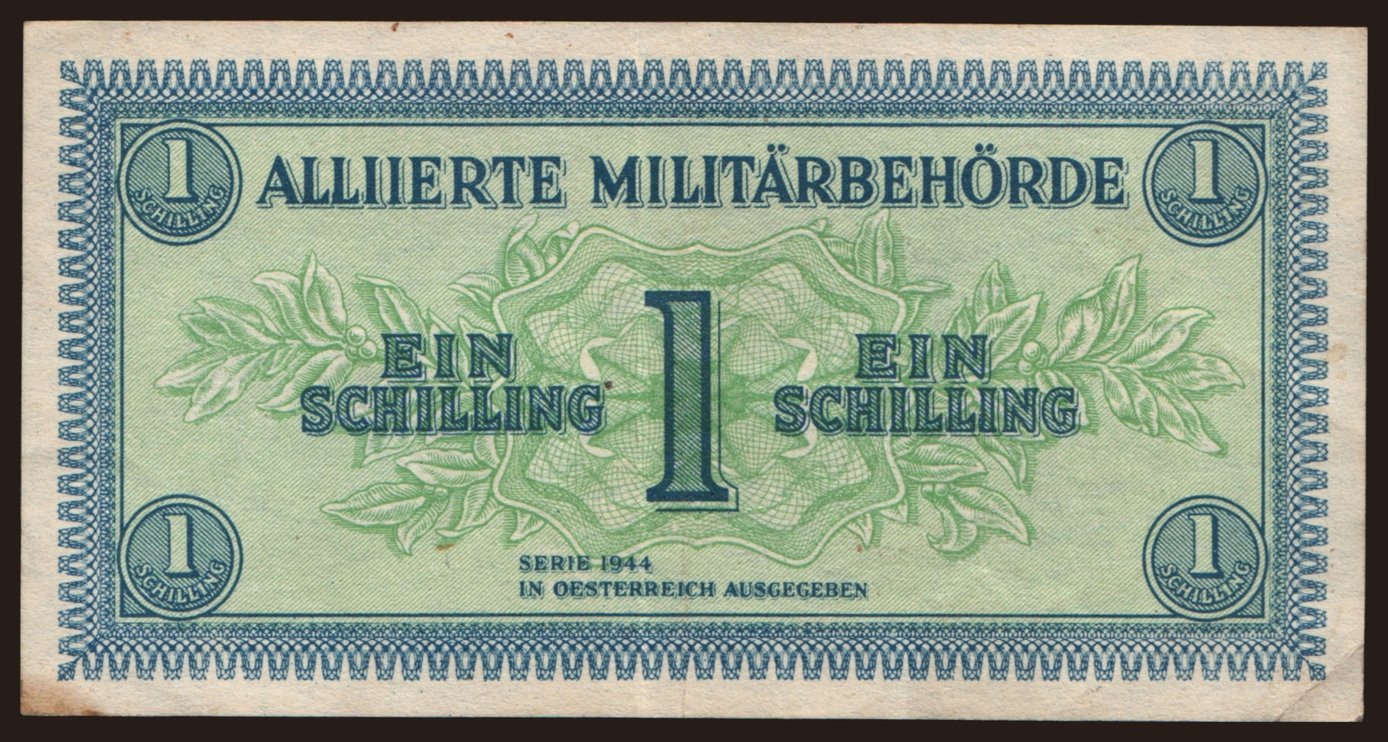 1
SCHILLING
ALLIIERTE MILITÄRBEHÖRDE
1
SCHILLING
EIN
SCHILLING
1
EIN
SCHILLING
1
SCHILLING
SERIE 1944
IN OESTERREICH AUSGEGEBEN
1
SCHILLING